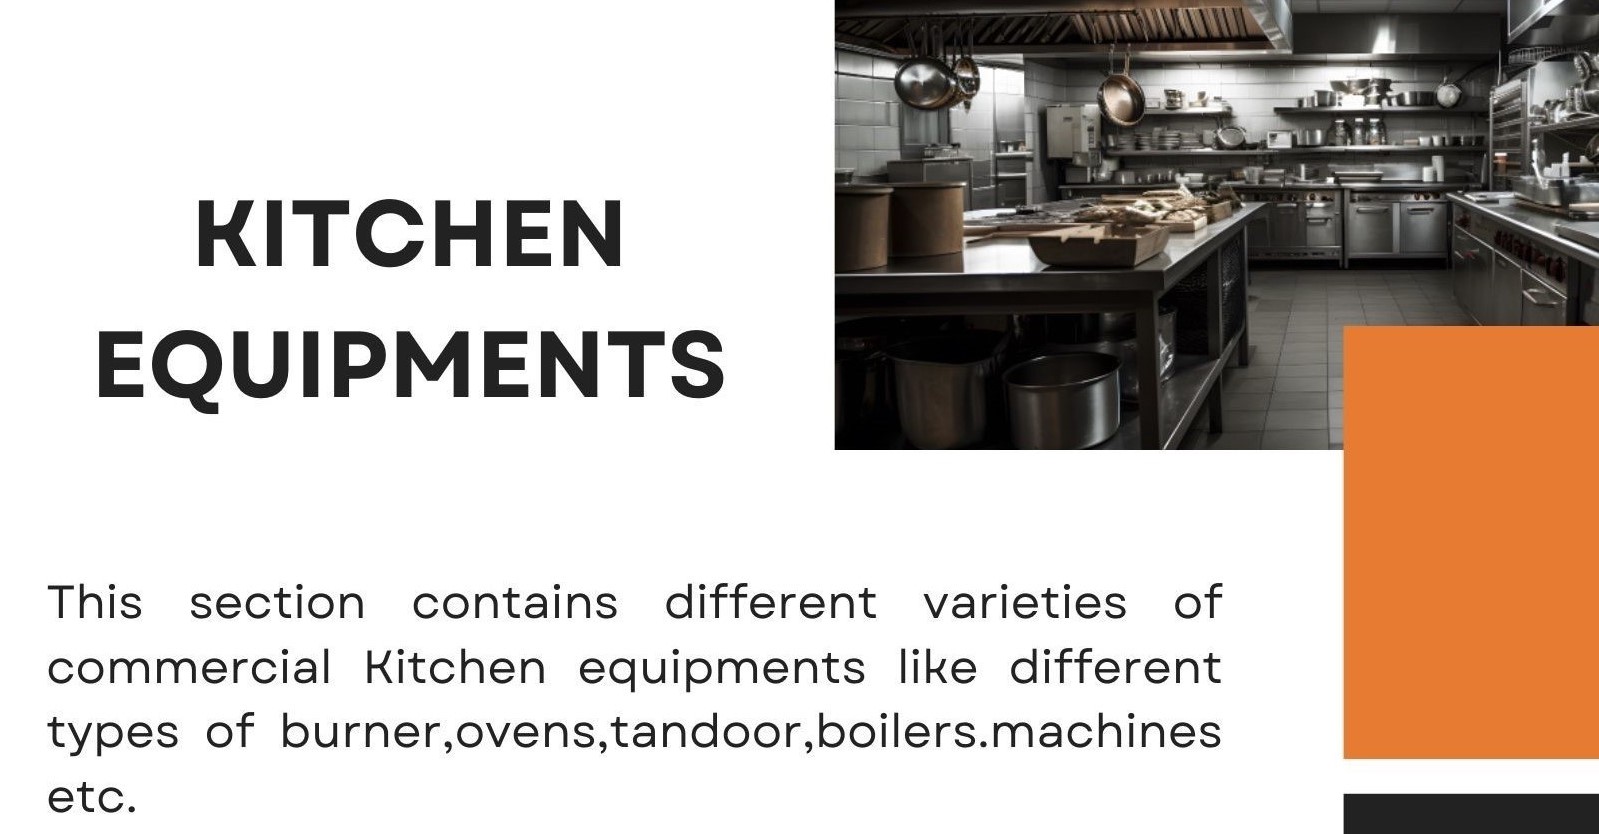 KITCHEN
EQUIPMENTS
This section contains different varieties of
commercial Kitchen equipments like different
types of burner,ovens,tandoor,boilers.machines
etc.